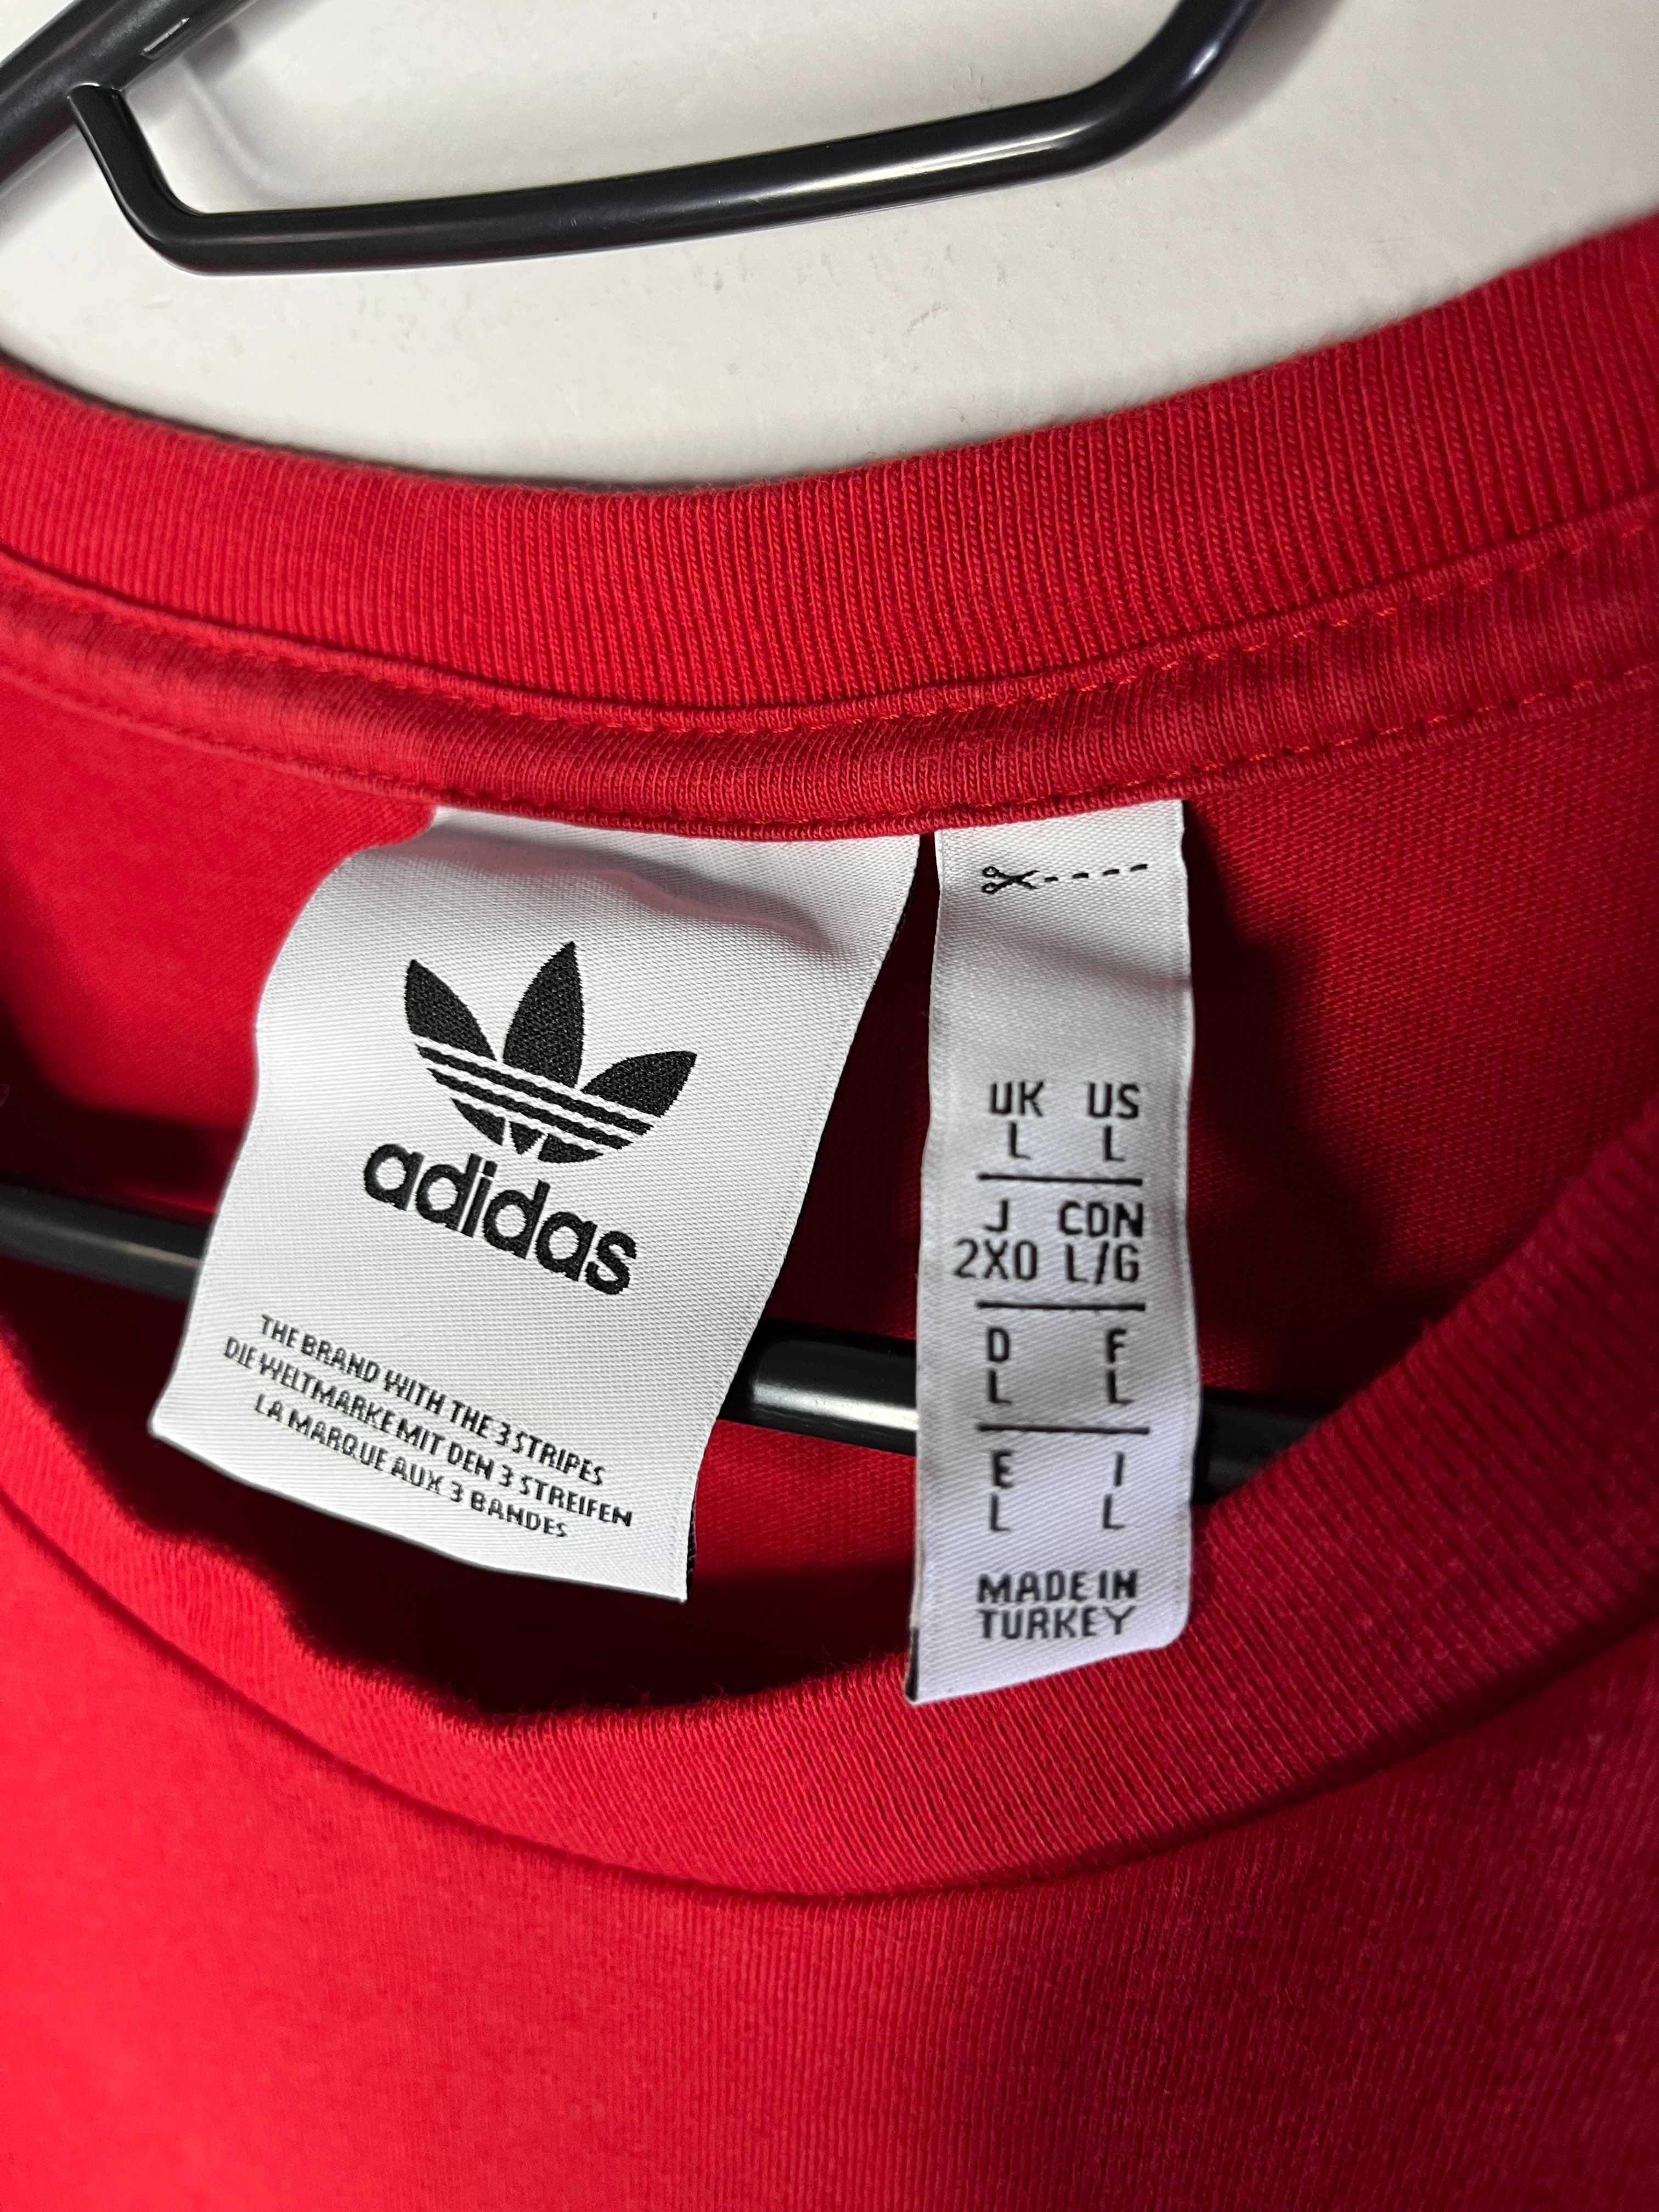 adidas
THE BRAND WITH THE 3 STRIPES
DIE WELTMARKE MIT DEN 3 STREIFEN
LA MARQUE AUX 3 BANDES
UK US
L L
J CDN
2XO L/G
D F
L L
E I
L L
MADE IN
TURKEY